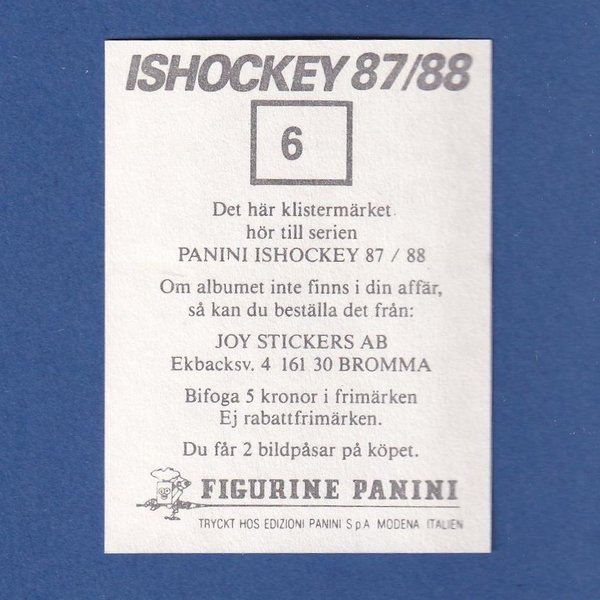 ISHOCKEY 87/88
6
Det här klistermärket
hör till serien
PANINI ISHOCKEY 87 / 88
Om albumet inte finns i din affär,
så kan du beställa det från:
JOY STICKERS AB
Ekbacksv. 4 161 30 BROMMA
Bifoga 5 kronor i frimärken
Ej rabattfrimärken.
Du får 2 bildpåsar på köpet.
FIGURINE PANINI
TRYCKT HOS EDIZIONI PANINI S.p.A. MODENA ITALIEN